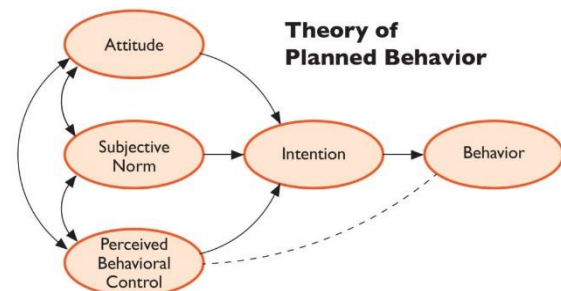 Theory of
Planned Behavior
Attitude
Subjective
Norm
Intention
Behavior
Perceived
Behavioral
Control